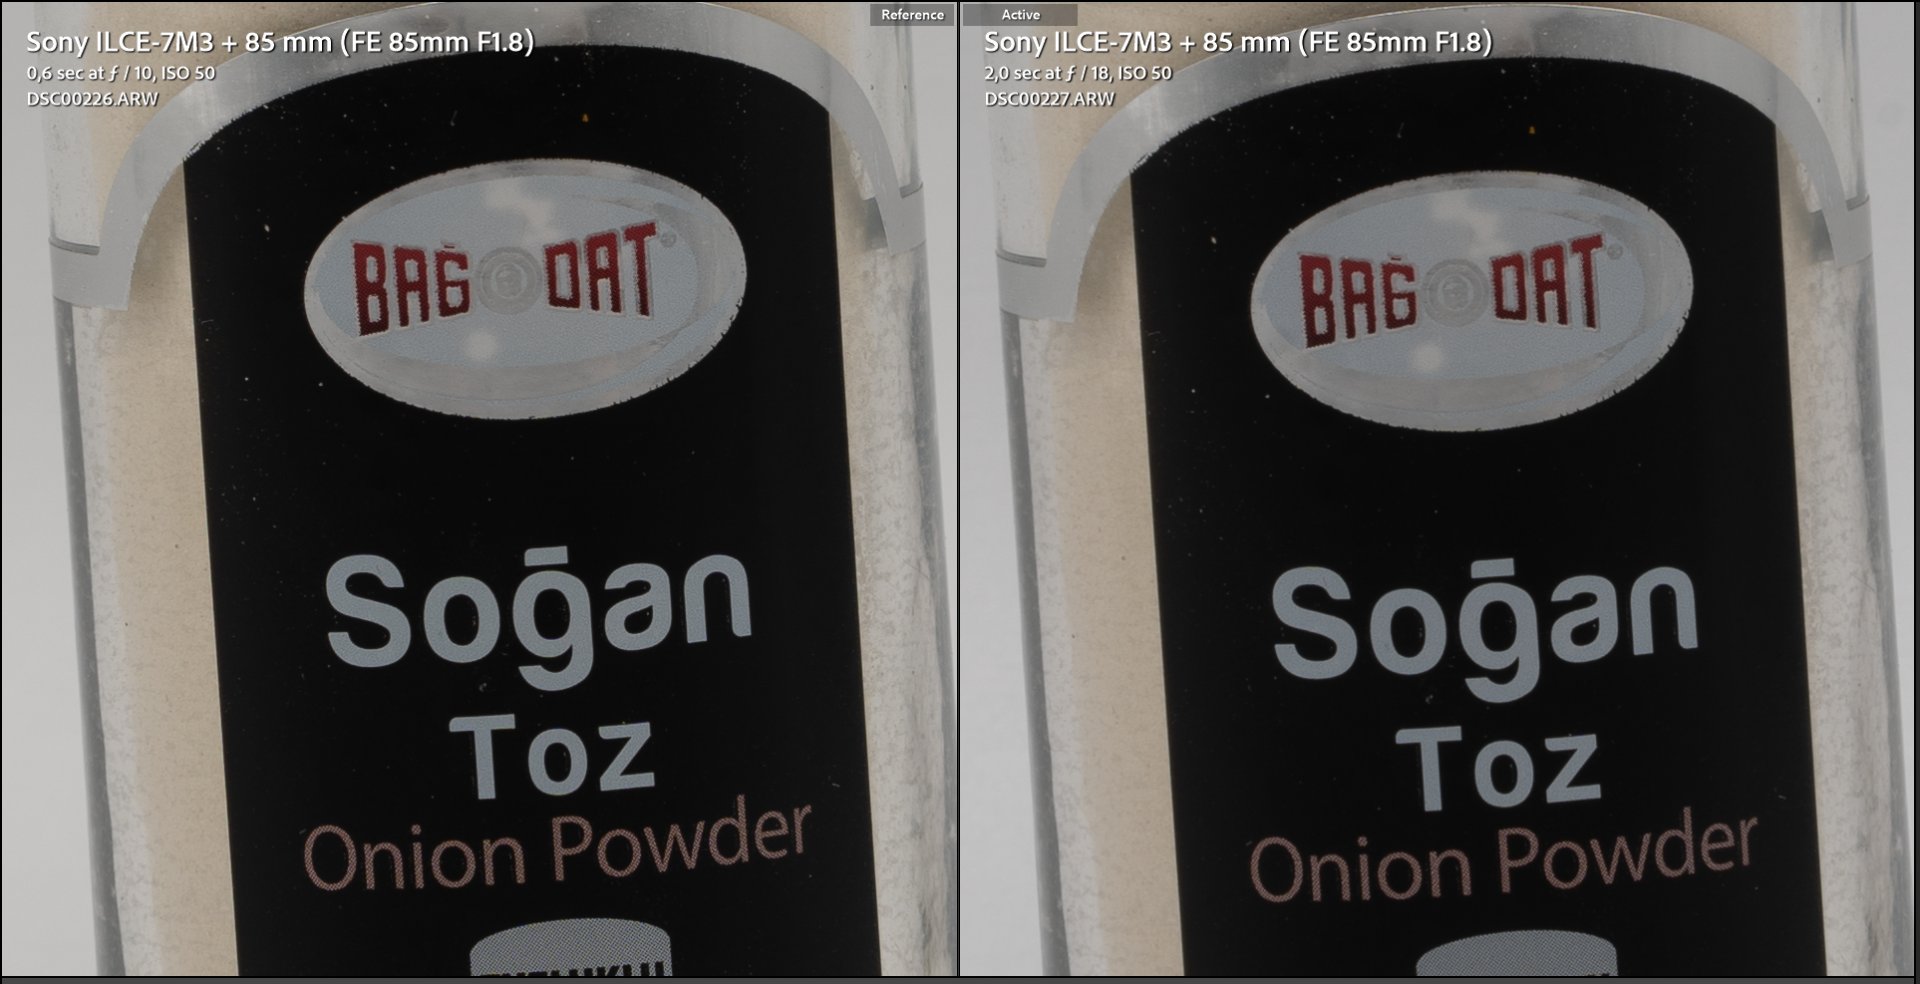 Reference
Sony ILCE-7M3 + 85 mm (FE 85mm F1.8)
0,6 sec at ƒ / 10, ISO 50
DSC00226.ARW
BAĞDAT
Soğan
Toz
Onion Powder
Active
Sony ILCE-7M3 + 85 mm (FE 85mm F1.8)
2,0 sec at ƒ / 18, ISO 50
DSC00227.ARW
BAĞDAT
Soğan
Toz
Onion Powder